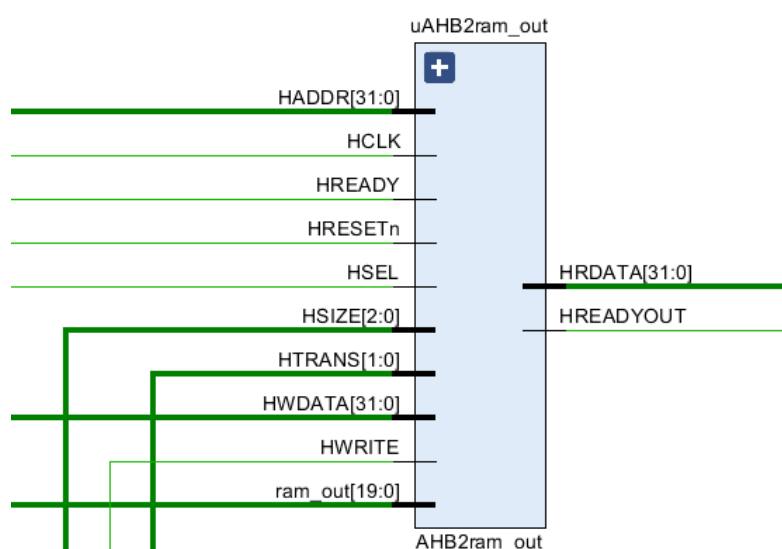 uAHB2ram_out
HADDR[31:0]
HCLK
HREADY
HRESETn
HSEL
HSIZE[2:0]
HTRANS[1:0]
HWDATA[31:0]
HWRITE
ram_out[19:0]
HRDATA[31:0]
HREADYOUT
AHB2ram_out